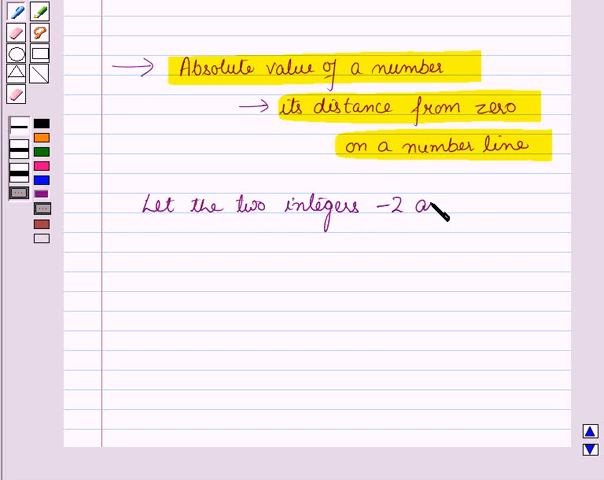 → Absolute value of a number
→ its distance from zero
on a number line
Let the two integers -2 a